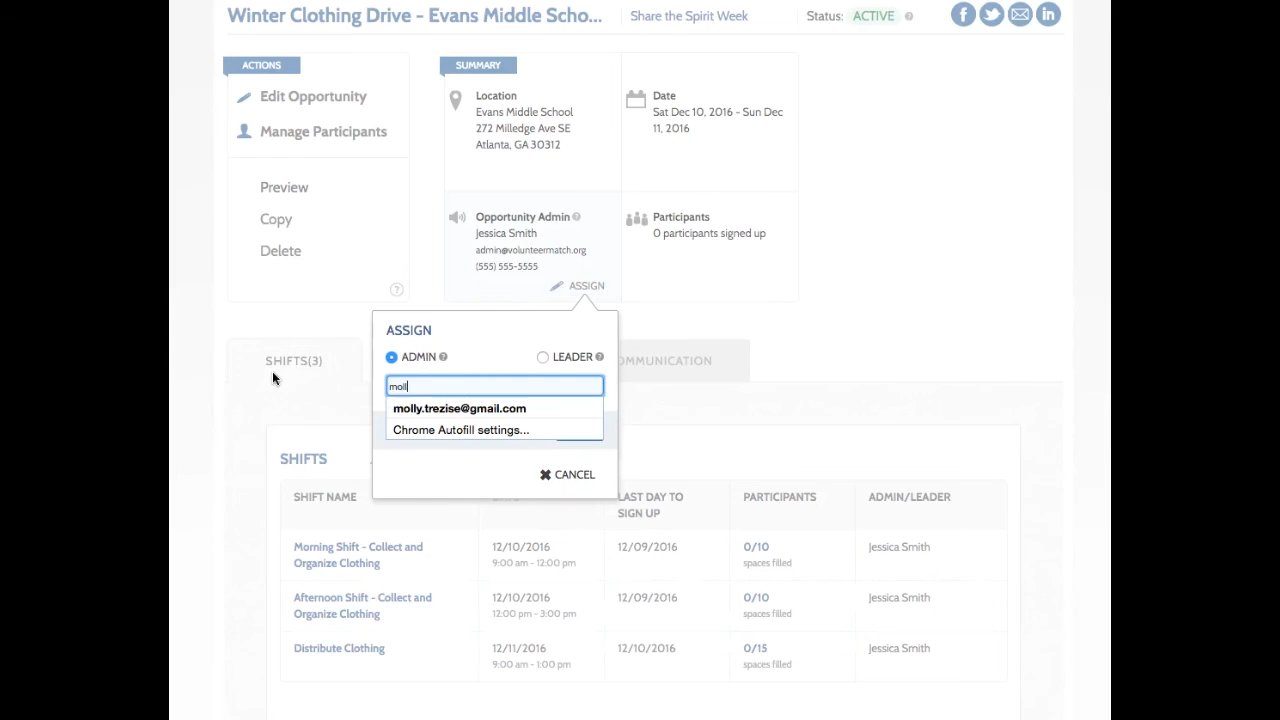 Winter Clothing Drive - Evans Middle Scho...
Share the Spirit Week
Status: ACTIVE ?
ACTIONS
Edit Opportunity
Manage Participants
Preview
Copy
Delete
?
SUMMARY
Location
Evans Middle School
272 Milledge Ave SE
Atlanta, GA 30312
Date
Sat Dec 10, 2016 - Sun Dec
11, 2016
Opportunity Admin ?
Jessica Smith
admin@volunteermatch.org
(555) 555-5555
ASSIGN
Participants
0 participants signed up
ASSIGN
ADMIN ?
LEADER ?
moll
molly.trezise@gmail.com
Chrome Autofill settings...
CANCEL
SHIFTS(3)
OMMUNICATION
SHIFTS
SHIFT NAME
LAST DAY TO
SIGN UP
PARTICIPANTS
ADMIN/LEADER
Morning Shift - Collect and
Organize Clothing
12/10/2016
9:00 am - 12:00 pm
12/09/2016
0/10
spaces filled
Jessica Smith
Afternoon Shift - Collect and
Organize Clothing
12/10/2016
12:00 pm - 3:00 pm
12/09/2016
0/10
spaces filled
Jessica Smith
Distribute Clothing
12/11/2016
9:00 am - 1:00 pm
12/10/2016
0/15
spaces filled
Jessica Smith